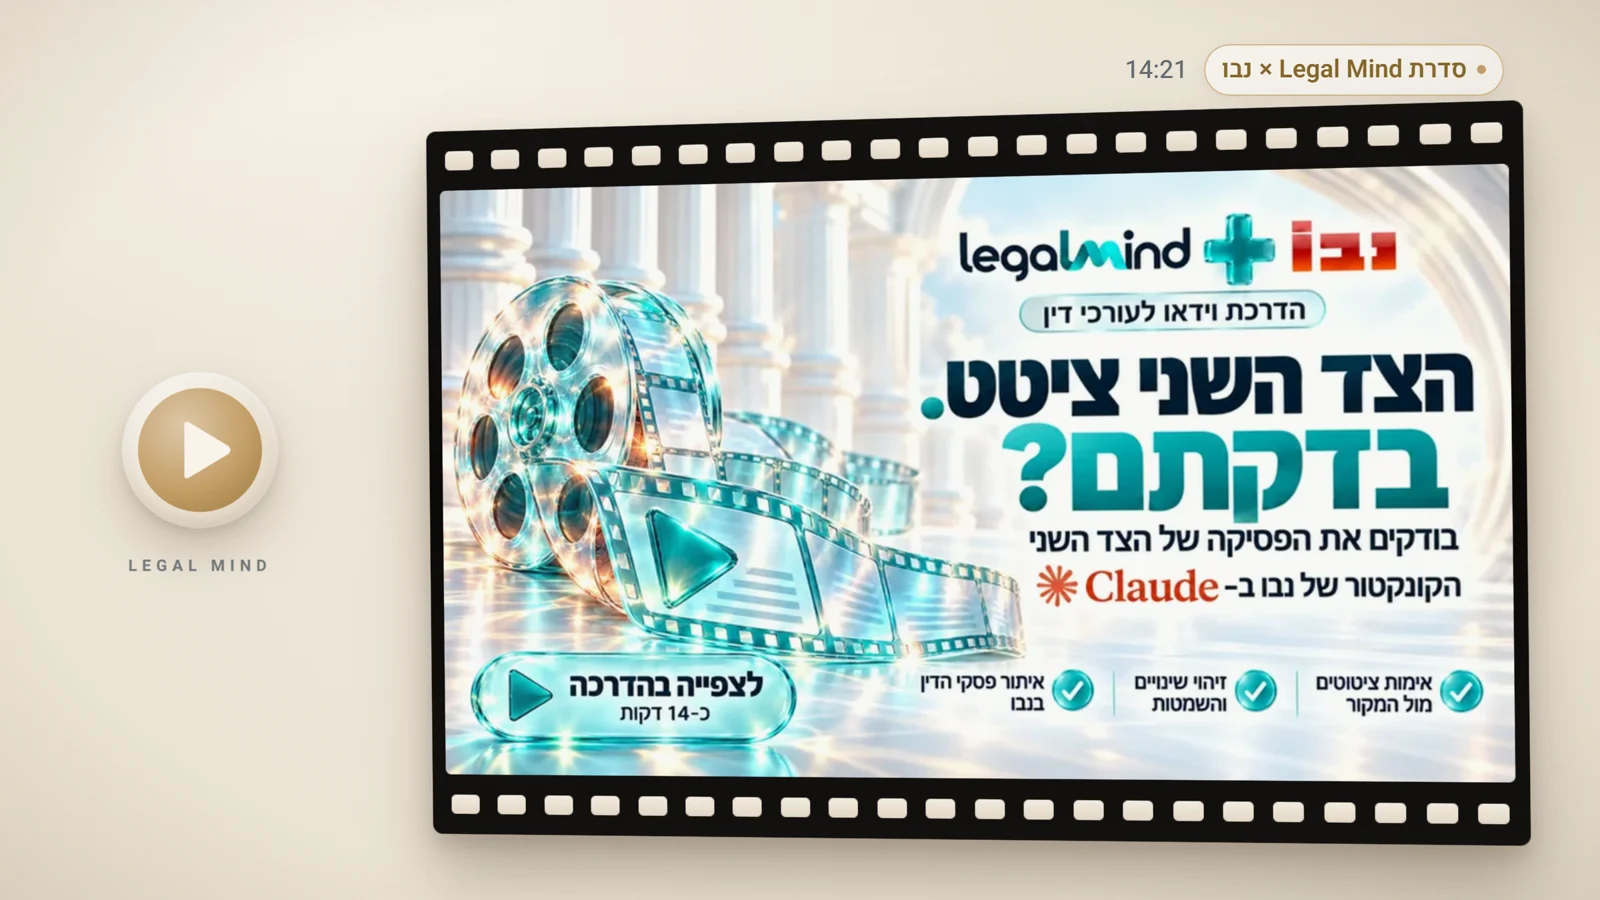 סדרת Legal Mind × נבו
14:21
legalmind + נבו
הדרכת וידאו לעורכי דין
הצד השני ציטט.
בדקתם?
בודקים את הפסיקה של הצד השני
הקונקטור של נבו ב-Claude
אימות ציטוטים
מול המקור
זיהוי שינויים
והשמטות
איתור פסקי הדין
בנבו
לצפייה בהדרכה
כ-14 דקות
LEGAL MIND